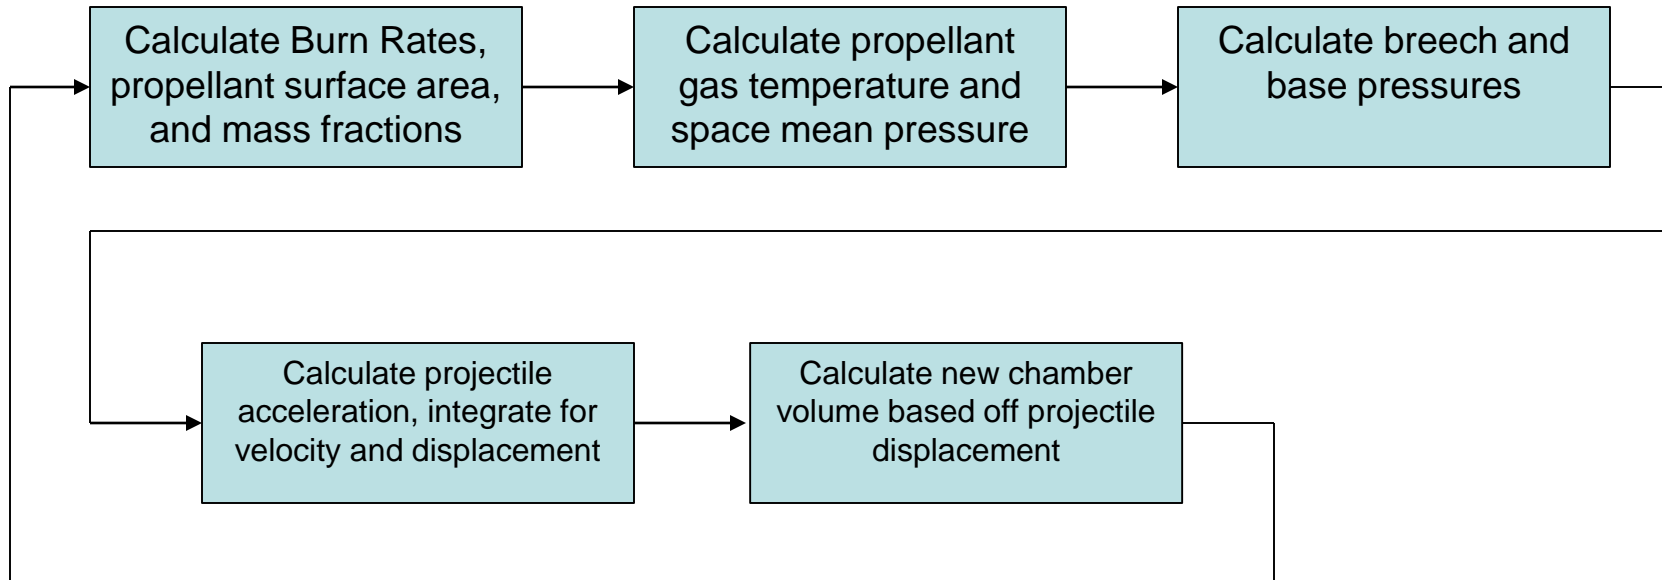 Calculate Burn Rates,
propellant surface area,
and mass fractions
Calculate propellant
gas temperature and
space mean pressure
Calculate breech and
base pressures
Calculate projectile
acceleration, integrate for
velocity and displacement
Calculate new chamber
volume based off projectile
displacement